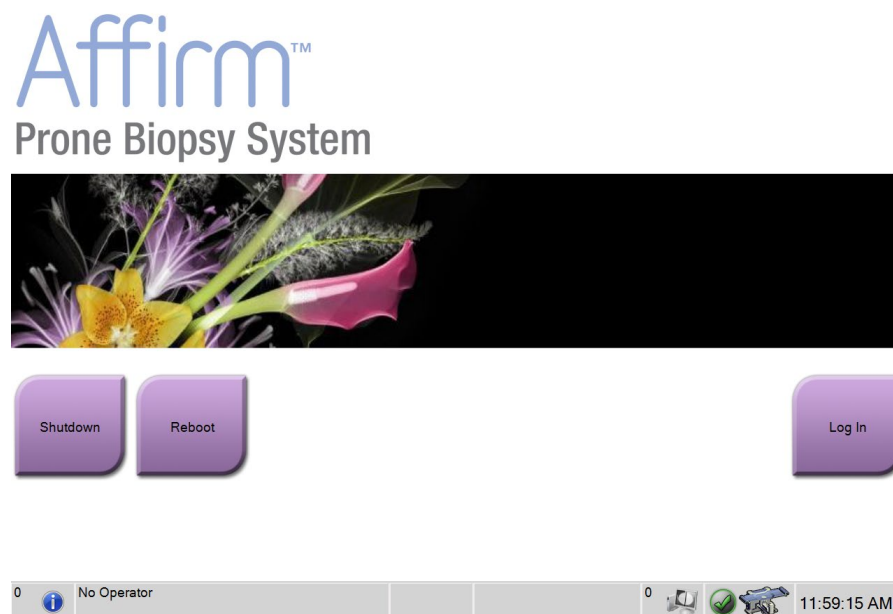 Affirm™
Prone Biopsy System
Shutdown
Reboot
Log In
0
No Operator
0
11:59:15 AM